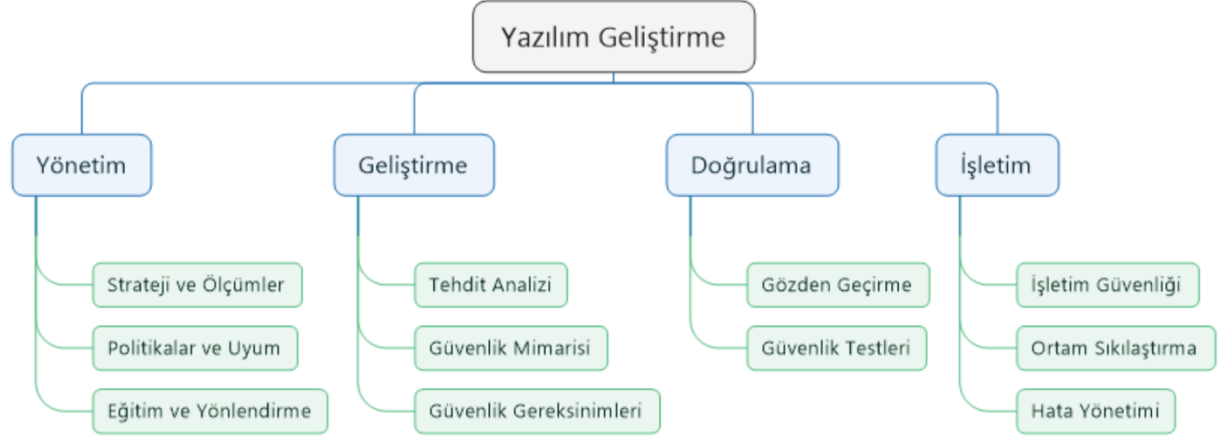 Yazılım Geliştirme
Yönetim
Geliştirme
Doğrulama
İşletim
Strateji ve Ölçümler
Tehdit Analizi
Gözden Geçirme
İşletim Güvenliği
Politikalar ve Uyum
Güvenlik Mimarisi
Güvenlik Testleri
Ortam Sıkılaştırma
Eğitim ve Yönlendirme
Güvenlik Gereksinimleri
Hata Yönetimi